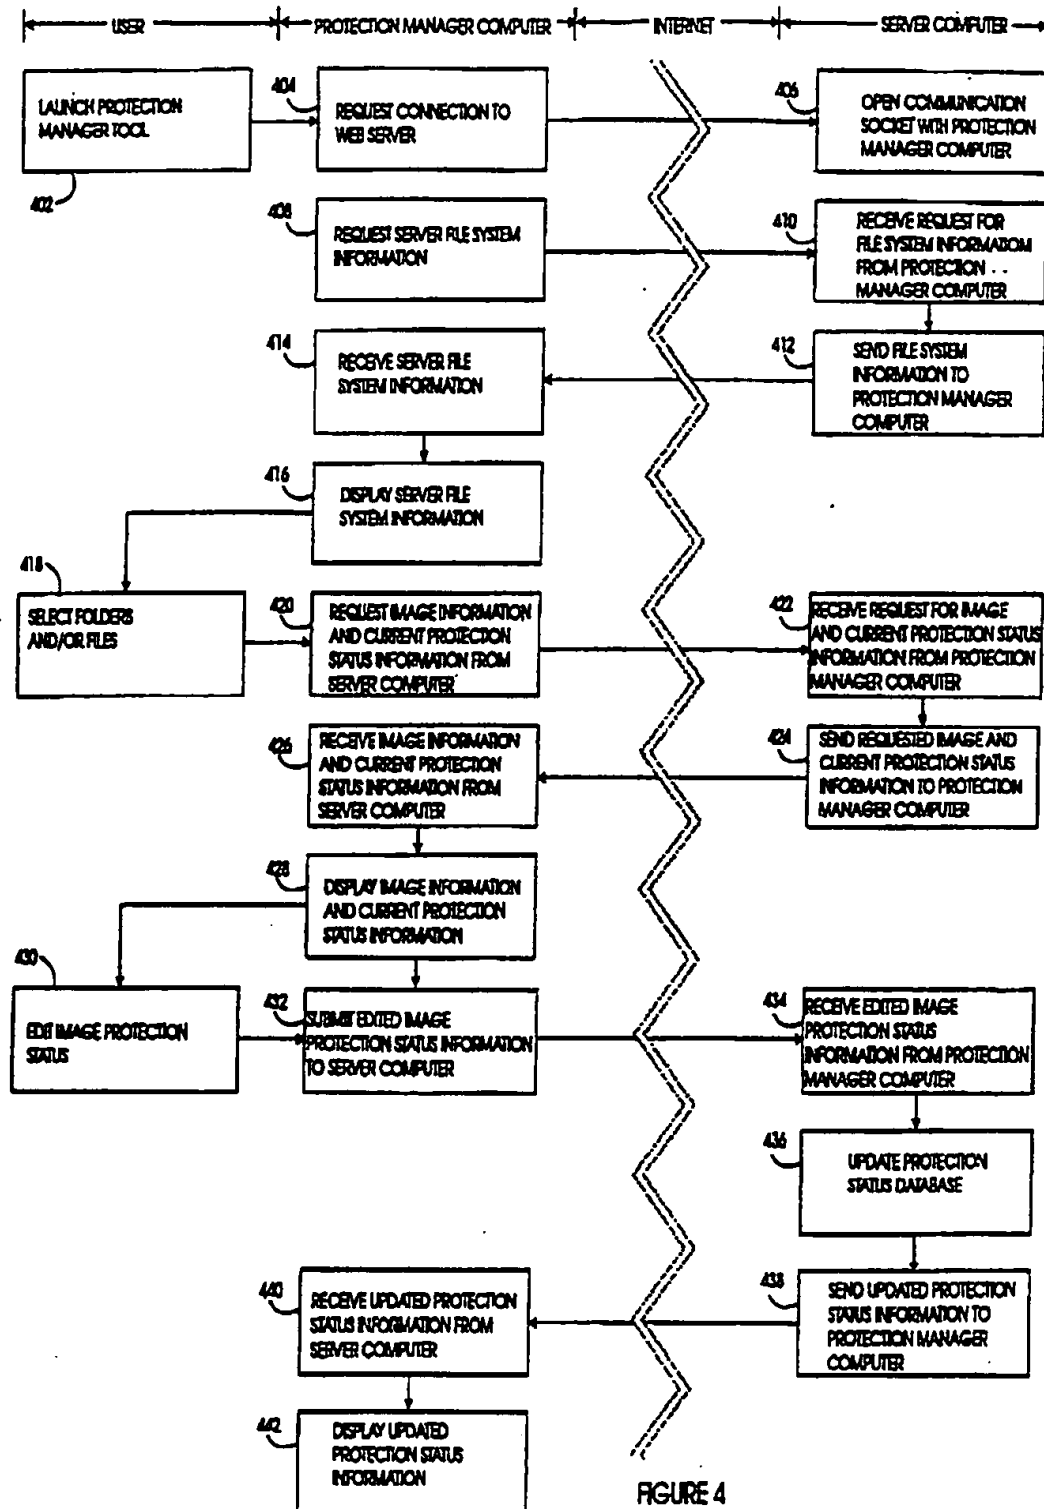 USER
PROTECTION MANAGER COMPUTER
INTERNET
SERVER COMPUTER
LAUNCH PROTECTION
MANAGER TOOL
402
404
REQUEST CONNECTION TO
WEB SERVER
406
OPEN COMMUNICATION
SOCKET WITH PROTECTION
MANAGER COMPUTER
408
REQUEST SERVER FILE SYSTEM
INFORMATION
410
RECEIVE REQUEST FOR
FILE SYSTEM INFORMATIOM
FROM PROTECTION
MANAGER COMPUTER
412
SEND FILE SYSTEM
INFORMATION TO
PROTECTION MANAGER
COMPUTER
414
RECEIVE SERVER FILE
SYSTEM INFORMATION
416
DISPLAY SERVER FILE
SYSTEM INFORMATION
418
SELECT FOLDERS
AND/OR FILES
420
REQUEST IMAGE INFORMATION
AND CURRENT PROTECTION
STATUS INFORMATION FROM
SERVER COMPUTER
422
RECEIVE REQUEST FOR IMAGE
AND CURRENT PROTECTION STATUS
INFORMATION FROM PROTECTION
MANAGER COMPUTER
424
SEND REQUESTED IMAGE AND
CURRENT PROTECTION STATUS
INFORMATION TO PROTECTION
MANAGER COMPUTER
426
RECEIVE IMAGE INFORMATION
AND CURRENT PROTECTION
STATUS INFORMATION FROM
SERVER COMPUTER
428
DISPLAY IMAGE INFORMATION
AND CURRENT PROTECTION
STATUS INFORMATION
430
EDIT IMAGE PROTECTION
STATUS
432
SUBMIT EDITED IMAGE
PROTECTION STATUS INFORMATION
TO SERVER COMPUTER
434
RECEIVE EDITED IMAGE
PROTECTION STATUS
INFORMATION FROM PROTECTION
MANAGER COMPUTER
436
UPDATE PROTECTION
STATUS DATABASE
438
SEND UPDATED PROTECTION
STATUS INFORMATION TO
PROTECTION MANAGER
COMPUTER
440
RECEIVE UPDATED PROTECTION
STATUS INFORMATION FROM
SERVER COMPUTER
442
DISPLAY UPDATED
PROTECTION STATUS
INFORMATION
FIGURE 4